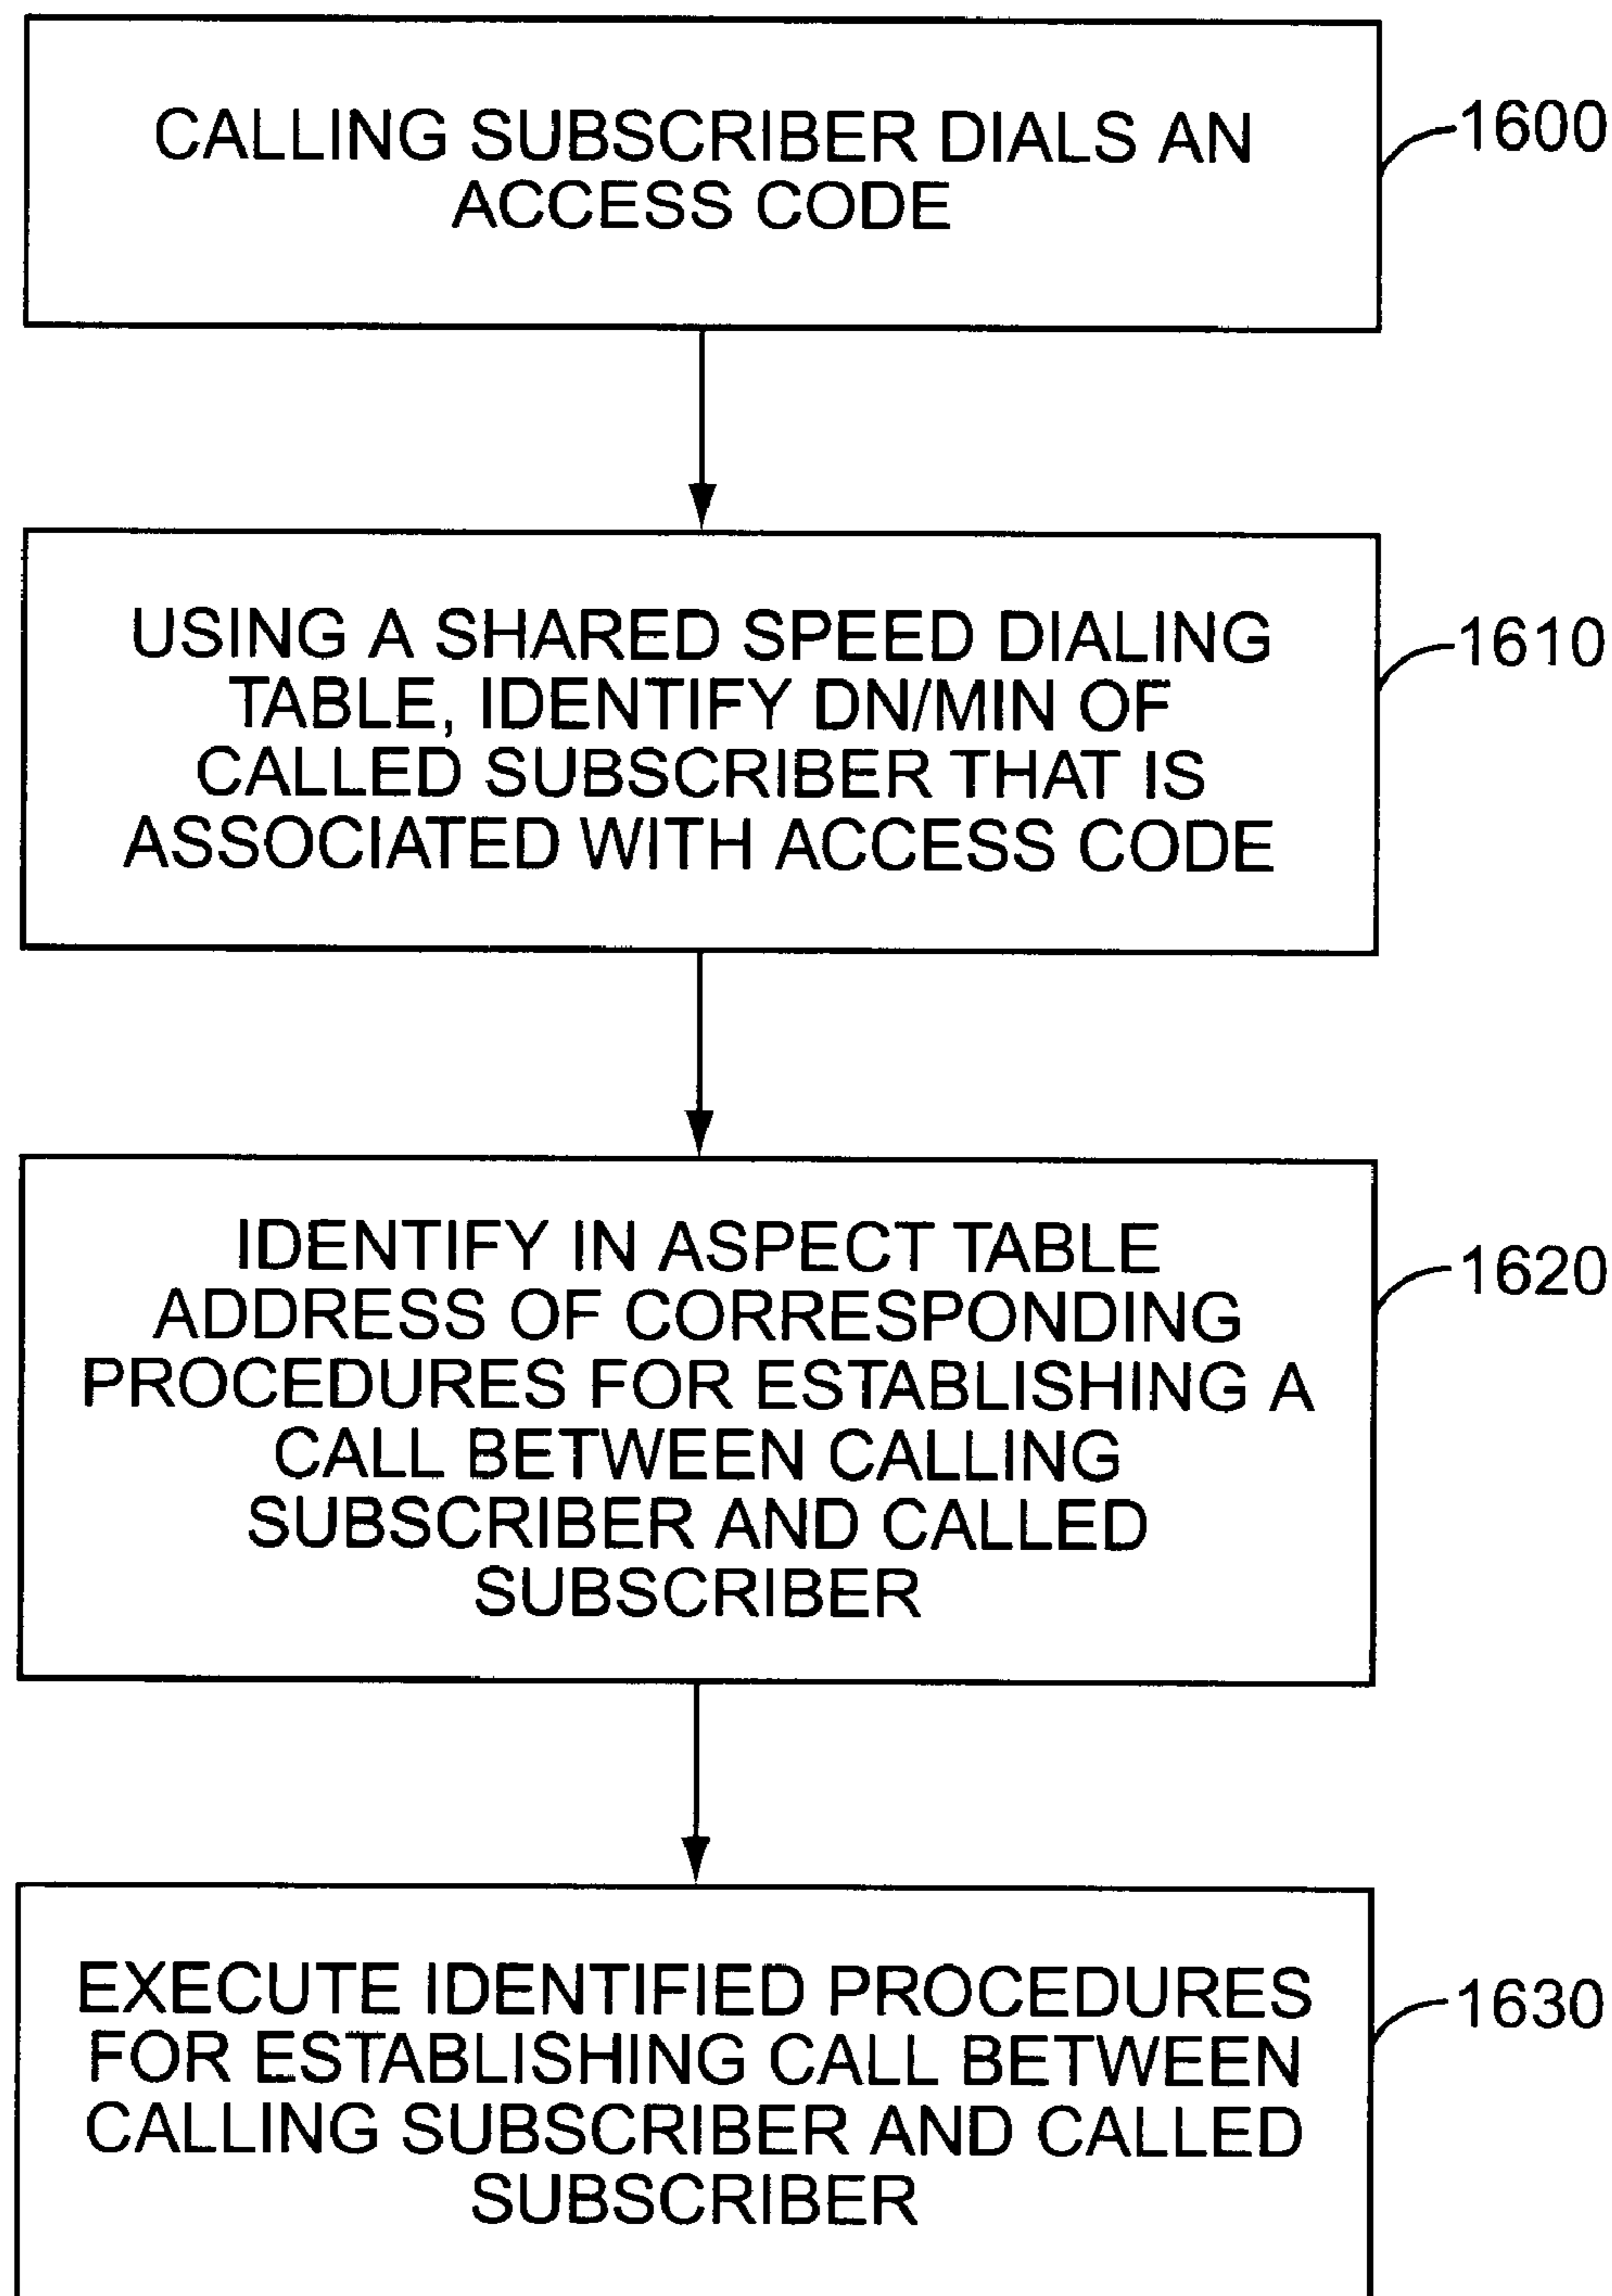 CALLING SUBSCRIBER DIALS AN
ACCESS CODE
1600
USING A SHARED SPEED DIALING
TABLE, IDENTIFY DN/MIN OF
CALLED SUBSCRIBER THAT IS
ASSOCIATED WITH ACCESS CODE
1610
IDENTIFY IN ASPECT TABLE
ADDRESS OF CORRESPONDING
PROCEDURES FOR ESTABLISHING A
CALL BETWEEN CALLING
SUBSCRIBER AND CALLED
SUBSCRIBER
1620
EXECUTE IDENTIFIED PROCEDURES
FOR ESTABLISHING CALL BETWEEN
CALLING SUBSCRIBER AND CALLED
SUBSCRIBER
1630